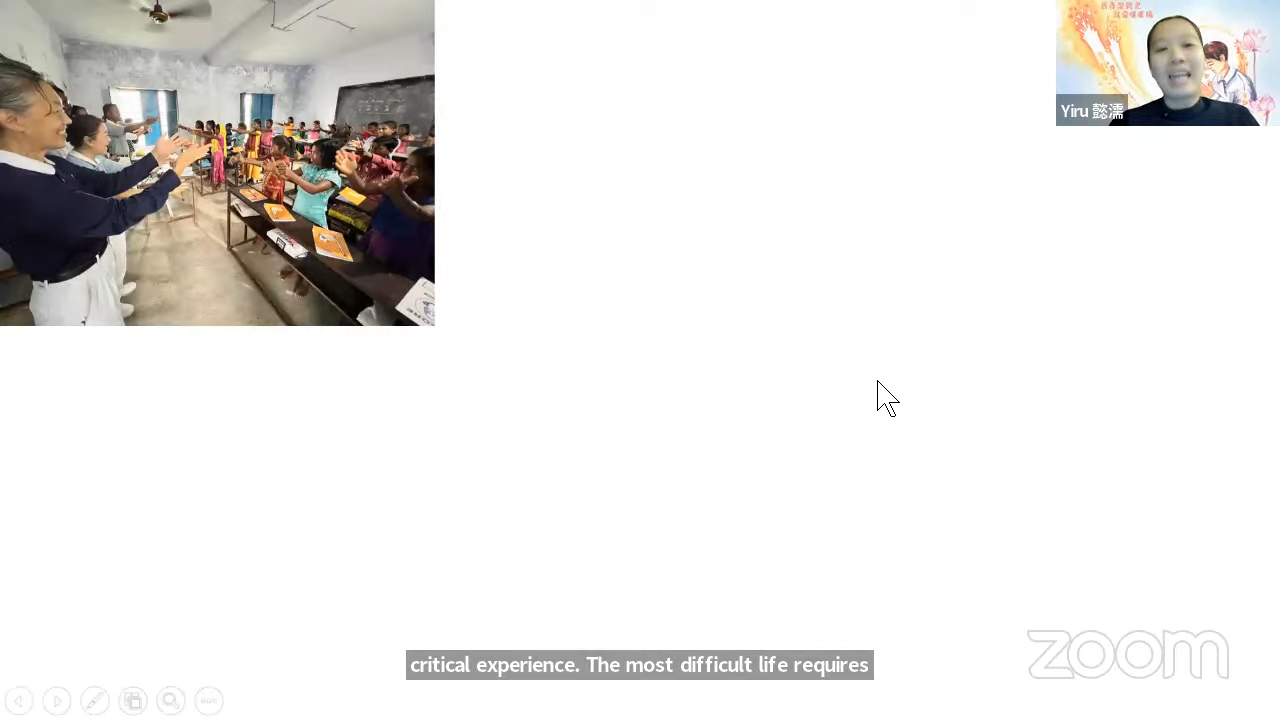 Yiru 懿濡
critical experience. The most difficult life requires
zoom